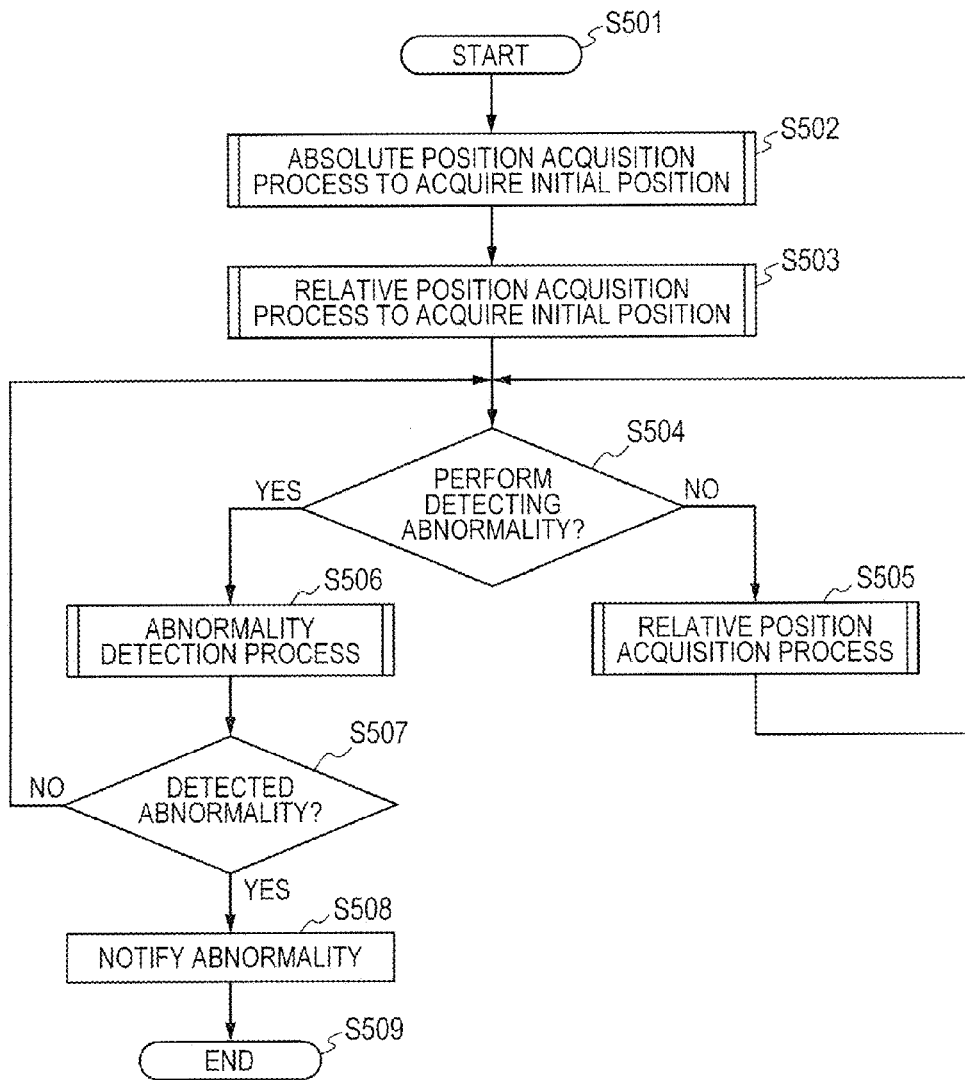 S501
START
S502
ABSOLUTE POSITION ACQUISITION
PROCESS TO ACQUIRE INITIAL POSITION
S503
RELATIVE POSITION ACQUISITION
PROCESS TO ACQUIRE INITIAL POSITION
S504
PERFORM
DETECTING
ABNORMALITY?
YES
NO
S506
ABNORMALITY
DETECTION PROCESS
S505
RELATIVE POSITION
ACQUISITION PROCESS
S507
DETECTED
ABNORMALITY?
NO
YES
S508
NOTIFY ABNORMALITY
S509
END